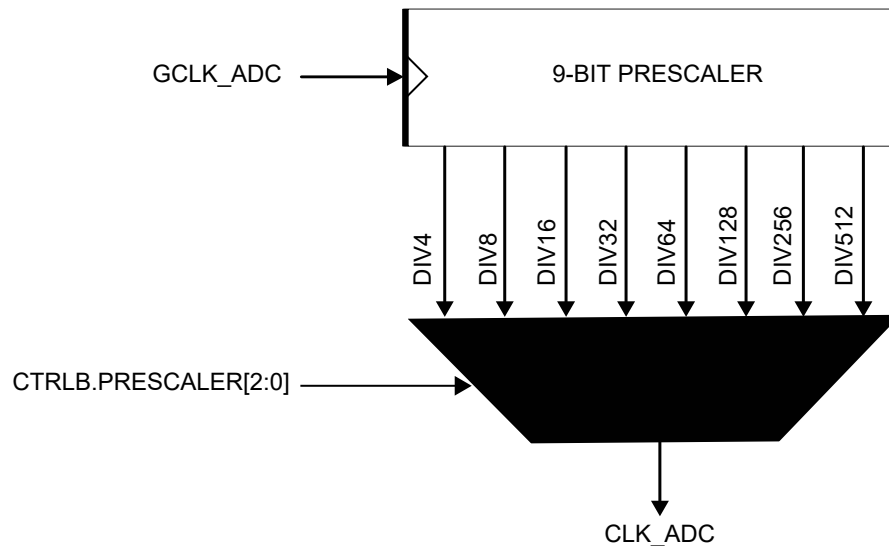 GCLK_ADC
9-BIT PRESCALER
DIV4
DIV8
DIV16
DIV32
DIV64
DIV128
DIV256
DIV512
CTRLB.PRESCALER[2:0]
CLK_ADC